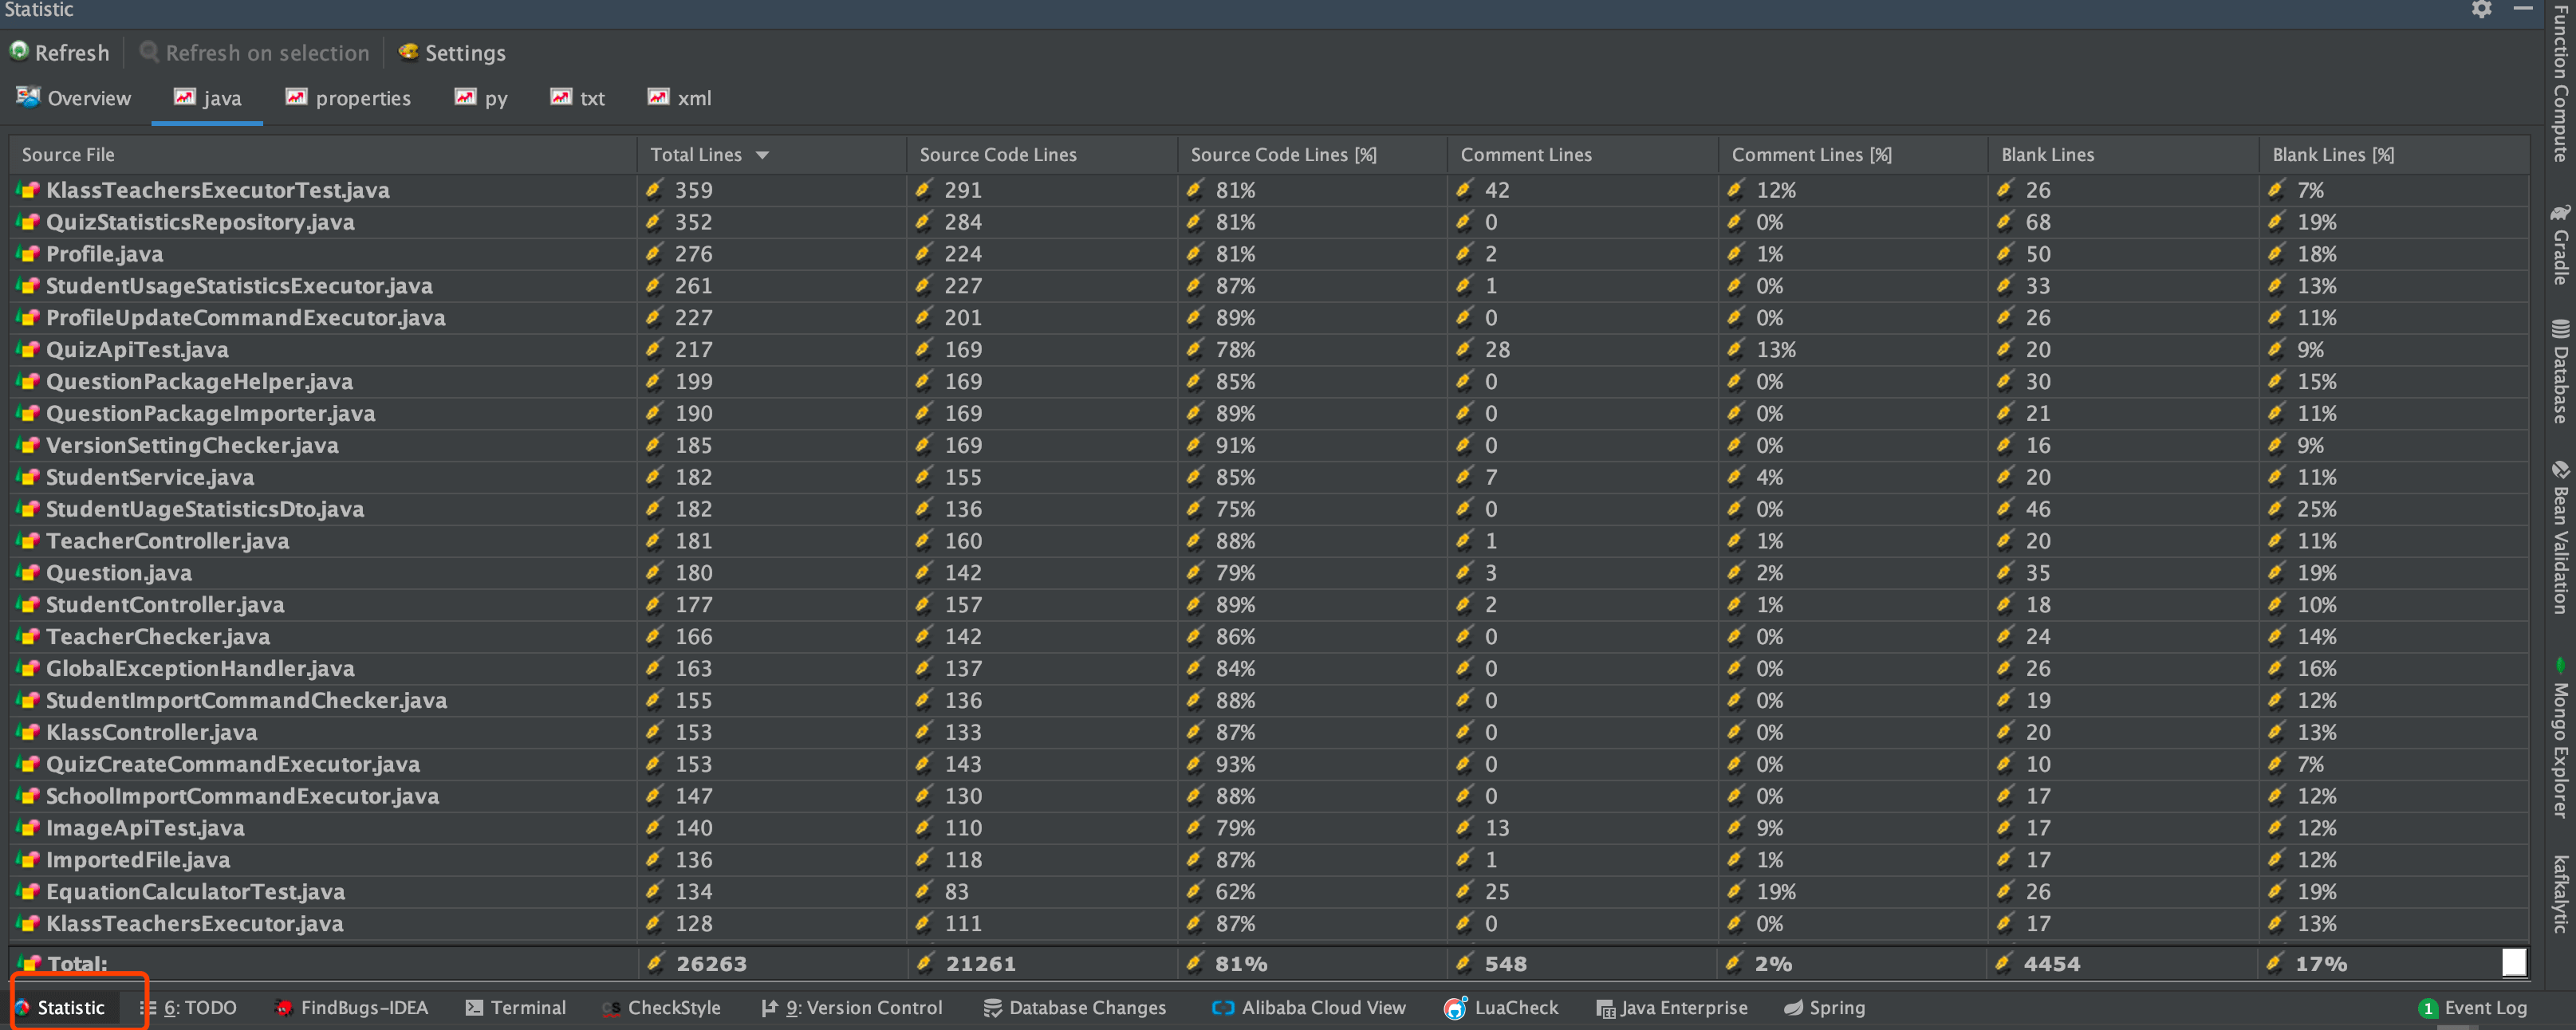 Statistic
Refresh Refresh on selection Settings
Overview java properties py txt xml
Source File Total Lines Source Code Lines Source Code Lines [%] Comment Lines Comment Lines [%] Blank Lines Blank Lines [%]
KlassTeachersExecutorTest.java 359 291 81% 42 12% 26 7%
QuizStatisticsRepository.java 352 284 81% 0 0% 68 19%
Profile.java 276 224 81% 2 1% 50 18%
StudentUsageStatisticsExecutor.java 261 227 87% 1 0% 33 13%
ProfileUpdateCommandExecutor.java 227 201 89% 0 0% 26 11%
QuizApiTest.java 217 169 78% 28 13% 20 9%
QuestionPackageHelper.java 199 169 85% 0 0% 30 15%
QuestionPackageImporter.java 190 169 89% 0 0% 21 11%
VersionSettingChecker.java 185 169 91% 0 0% 16 9%
StudentService.java 182 155 85% 7 4% 20 11%
StudentUageStatisticsDto.java 182 136 75% 0 0% 46 25%
TeacherController.java 181 160 88% 1 1% 20 11%
Question.java 180 142 79% 3 2% 35 19%
StudentController.java 177 157 89% 2 1% 18 10%
TeacherChecker.java 166 142 86% 0 0% 24 14%
GlobalExceptionHandler.java 163 137 84% 0 0% 26 16%
StudentImportCommandChecker.java 155 136 88% 0 0% 19 12%
KlassController.java 153 133 87% 0 0% 20 13%
QuizCreateCommandExecutor.java 153 143 93% 0 0% 10 7%
SchoolImportCommandExecutor.java 147 130 88% 0 0% 17 12%
ImageApiTest.java 140 110 79% 13 9% 17 12%
ImportedFile.java 136 118 87% 1 1% 17 12%
EquationCalculatorTest.java 134 83 62% 25 19% 26 19%
KlassTeachersExecutor.java 128 111 87% 0 0% 17 13%
Total: 26263 21261 81% 548 2% 4454 17%
Statistic 6: TODO FindBugs-IDEA Terminal CheckStyle 9: Version Control Database Changes Alibaba Cloud View LuaCheck Java Enterprise Spring 1 Event Log
Function Compute
Gradle
Database
Bean Validation
Mongo Explorer
kafkalytic